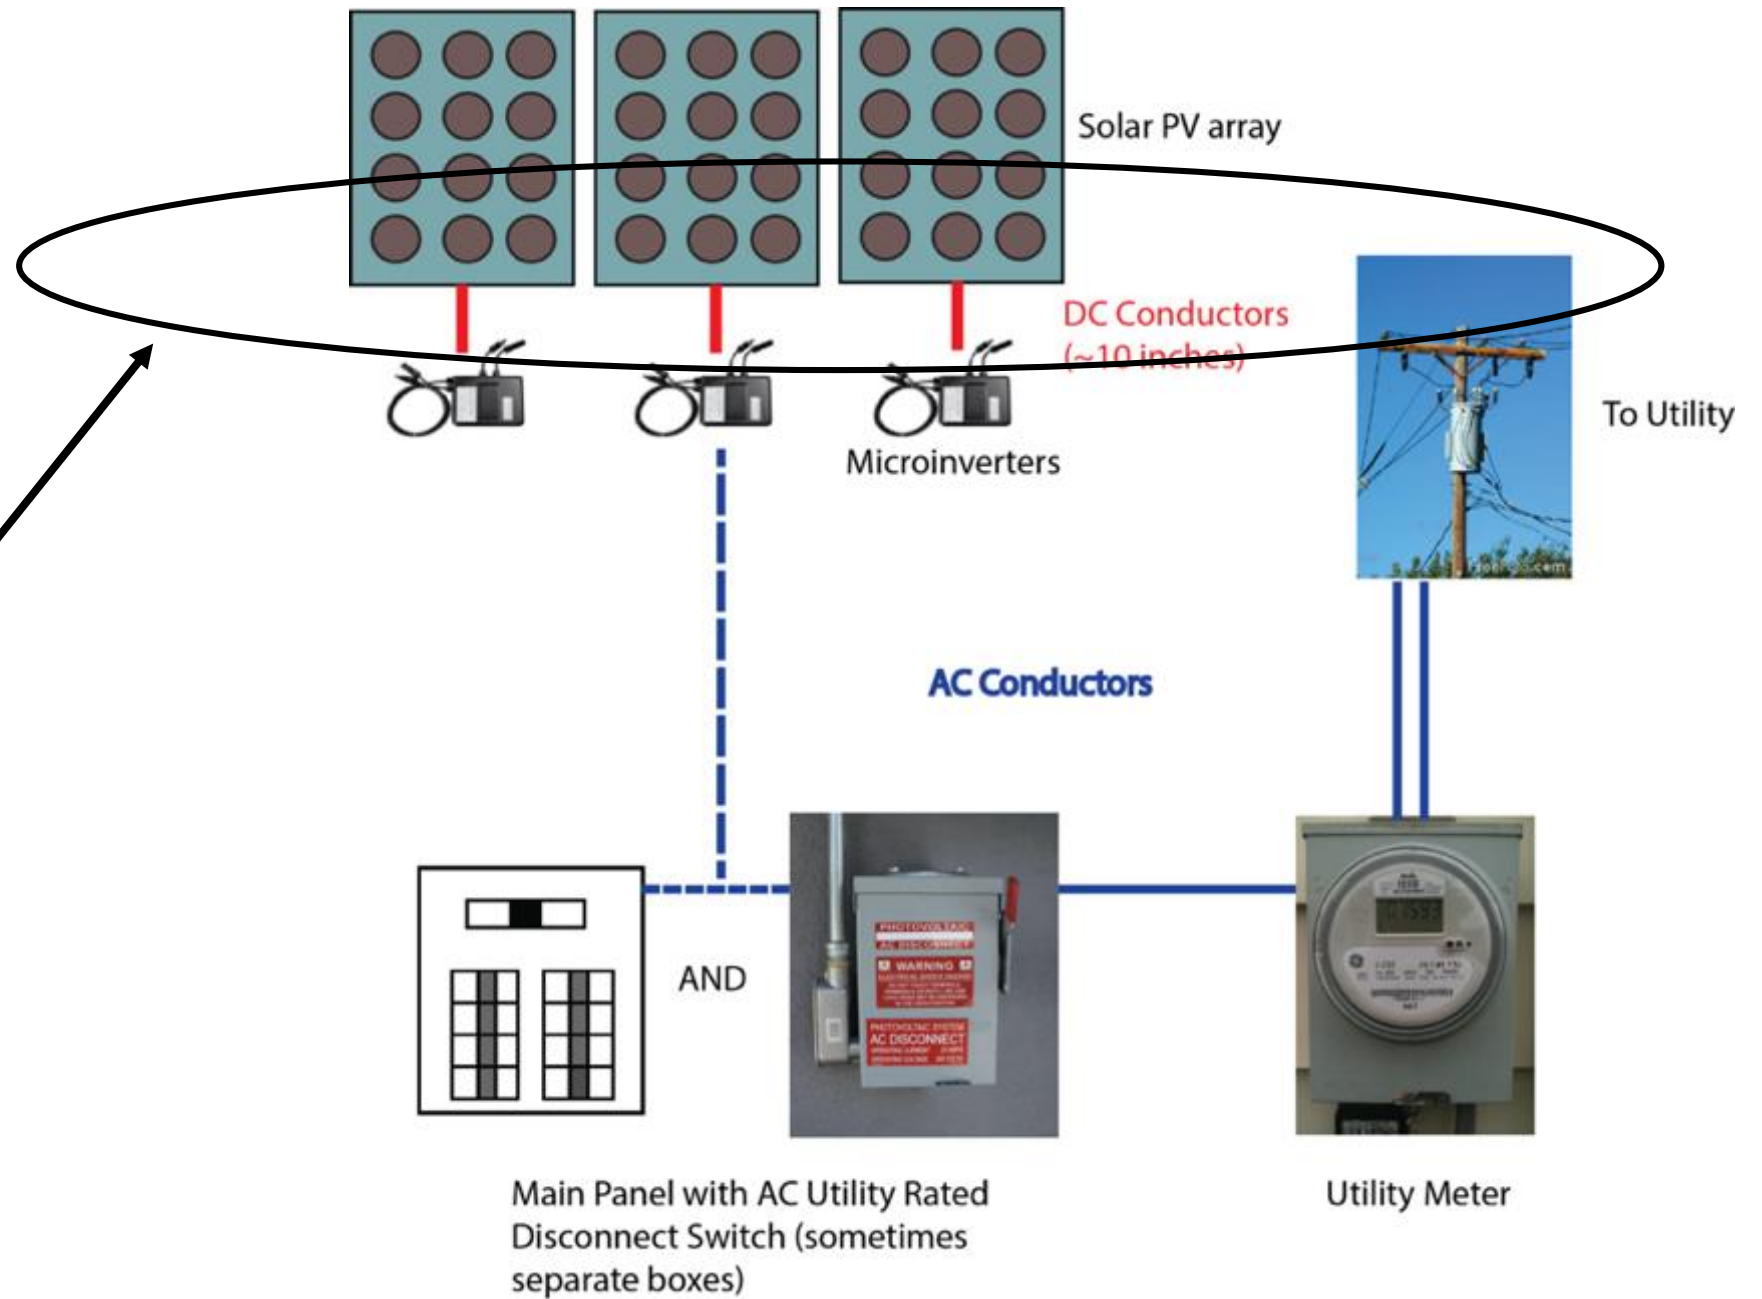 Solar PV array
DC Conductors
(~10 inches)
To Utility
Microinverters
AC Conductors
AND
PHOTOVOLTAIC
AC DISCONNECT
WARNING
PHOTOVOLTAIC SYSTEM
AC DISCONNECT
Main Panel with AC Utility Rated
Disconnect Switch (sometimes
separate boxes)
Utility Meter